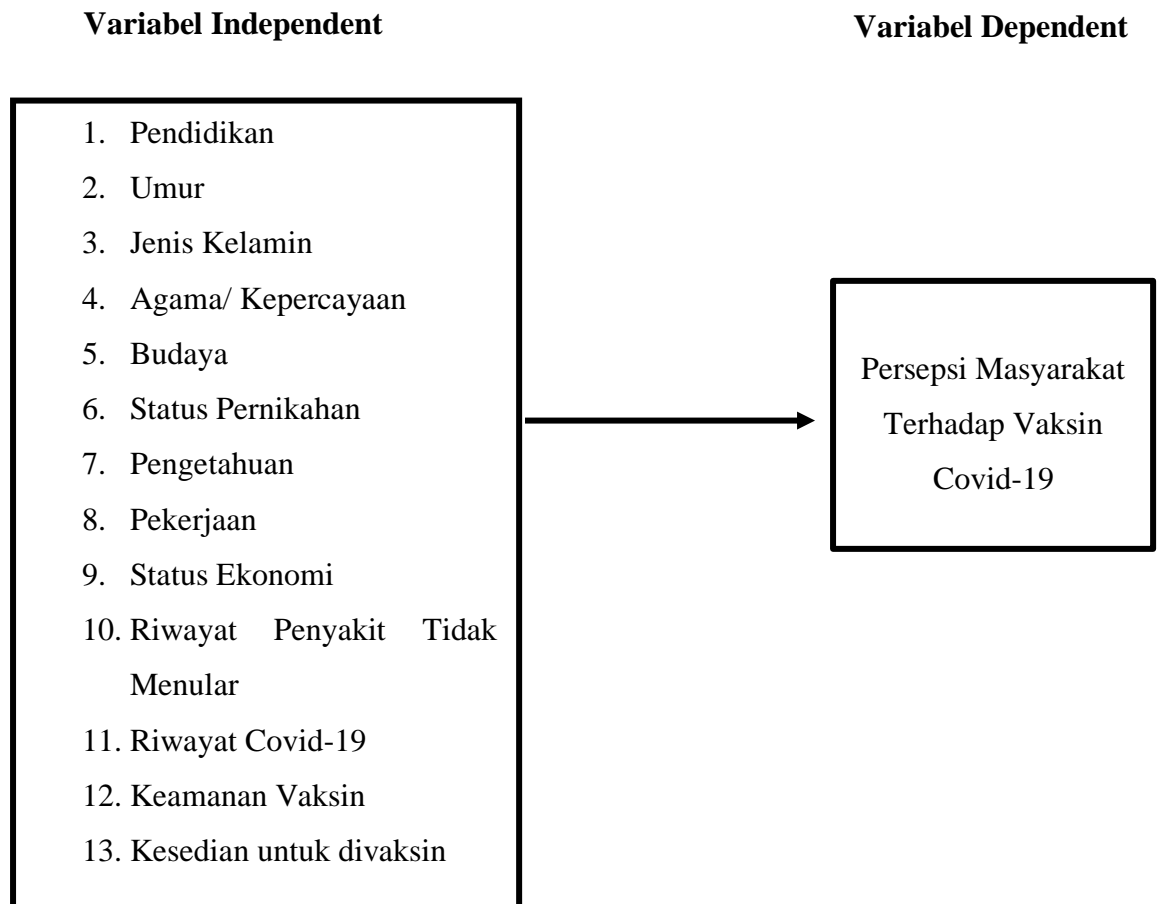 Variabel Independent
Variabel Dependent
1. Pendidikan
2. Umur
3. Jenis Kelamin
4. Agama/ Kepercayaan
5. Budaya
6. Status Pernikahan
7. Pengetahuan
8. Pekerjaan
9. Status Ekonomi
10. Riwayat Penyakit Tidak
Menular
11. Riwayat Covid-19
12. Keamanan Vaksin
13. Kesedian untuk divaksin
Persepsi Masyarakat
Terhadap Vaksin
Covid-19